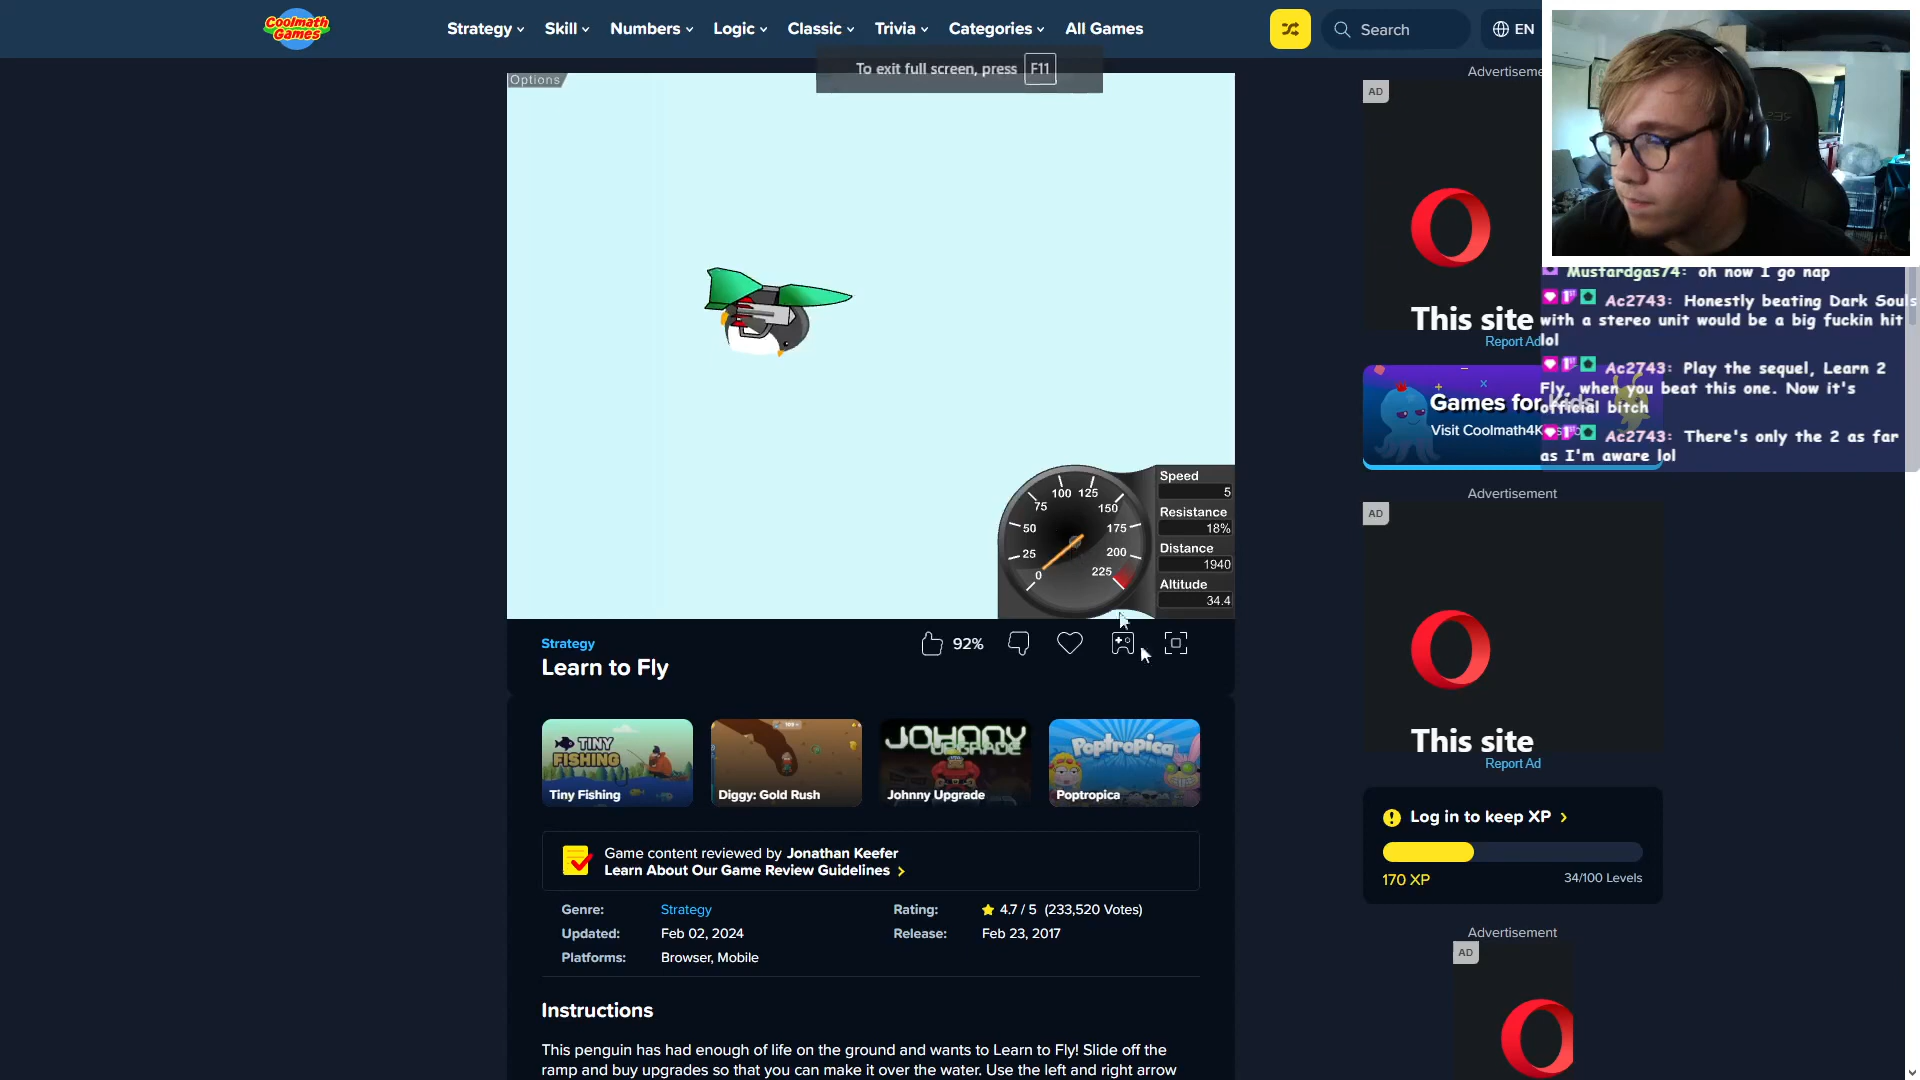 Coolmath Games
Strategy Skill Numbers Logic Classic Trivia Categories All Games
Search
EN
To exit full screen, press F11
Options
100 125
75 150
50 175
25 200
0 225
Speed
5
Resistance
18%
Distance
1940
Altitude
34.4
Strategy
Learn to Fly
92%
TINY FISHING
Tiny Fishing
Diggy: Gold Rush
JOHNNY UPGRADE
Johnny Upgrade
Poptropica
Poptropica
Game content reviewed by Jonathan Keefer
Learn About Our Game Review Guidelines
Genre: Strategy
Rating: 4.7 / 5 (233,520 Votes)
Updated: Feb 02, 2024
Release: Feb 23, 2017
Platforms: Browser, Mobile
Instructions
This penguin has had enough of life on the ground and wants to Learn to Fly! Slide off the
ramp and buy upgrades so that you can make it over the water. Use the left and right arrow
Advertiseme
AD
This site
Report Ad
Games for Kids
Visit Coolmath4K
Advertisement
AD
This site
Report Ad
Log in to keep XP
170 XP
34/100 Levels
Advertisement
AD
Mustardgas74: oh now I go nap
Ac2743: Honestly beating Dark Souls
with a stereo unit would be a big fuckin hit
lol
Ac2743: Play the sequel, Learn 2
Fly, when you beat this one. Now it's
official bitch
Ac2743: There's only the 2 as far
as I'm aware lol